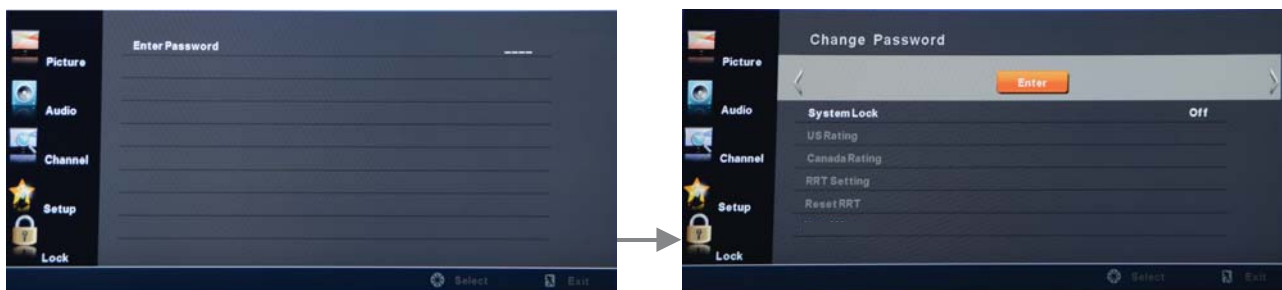 Enter Password ____
Picture
Audio
Channel
Setup
Lock
Select Exit
Change Password
Picture
Enter
Audio
System Lock Off
US Rating
Channel
Canada Rating
RRT Setting
Setup
Reset RRT
Lock
Select Exit